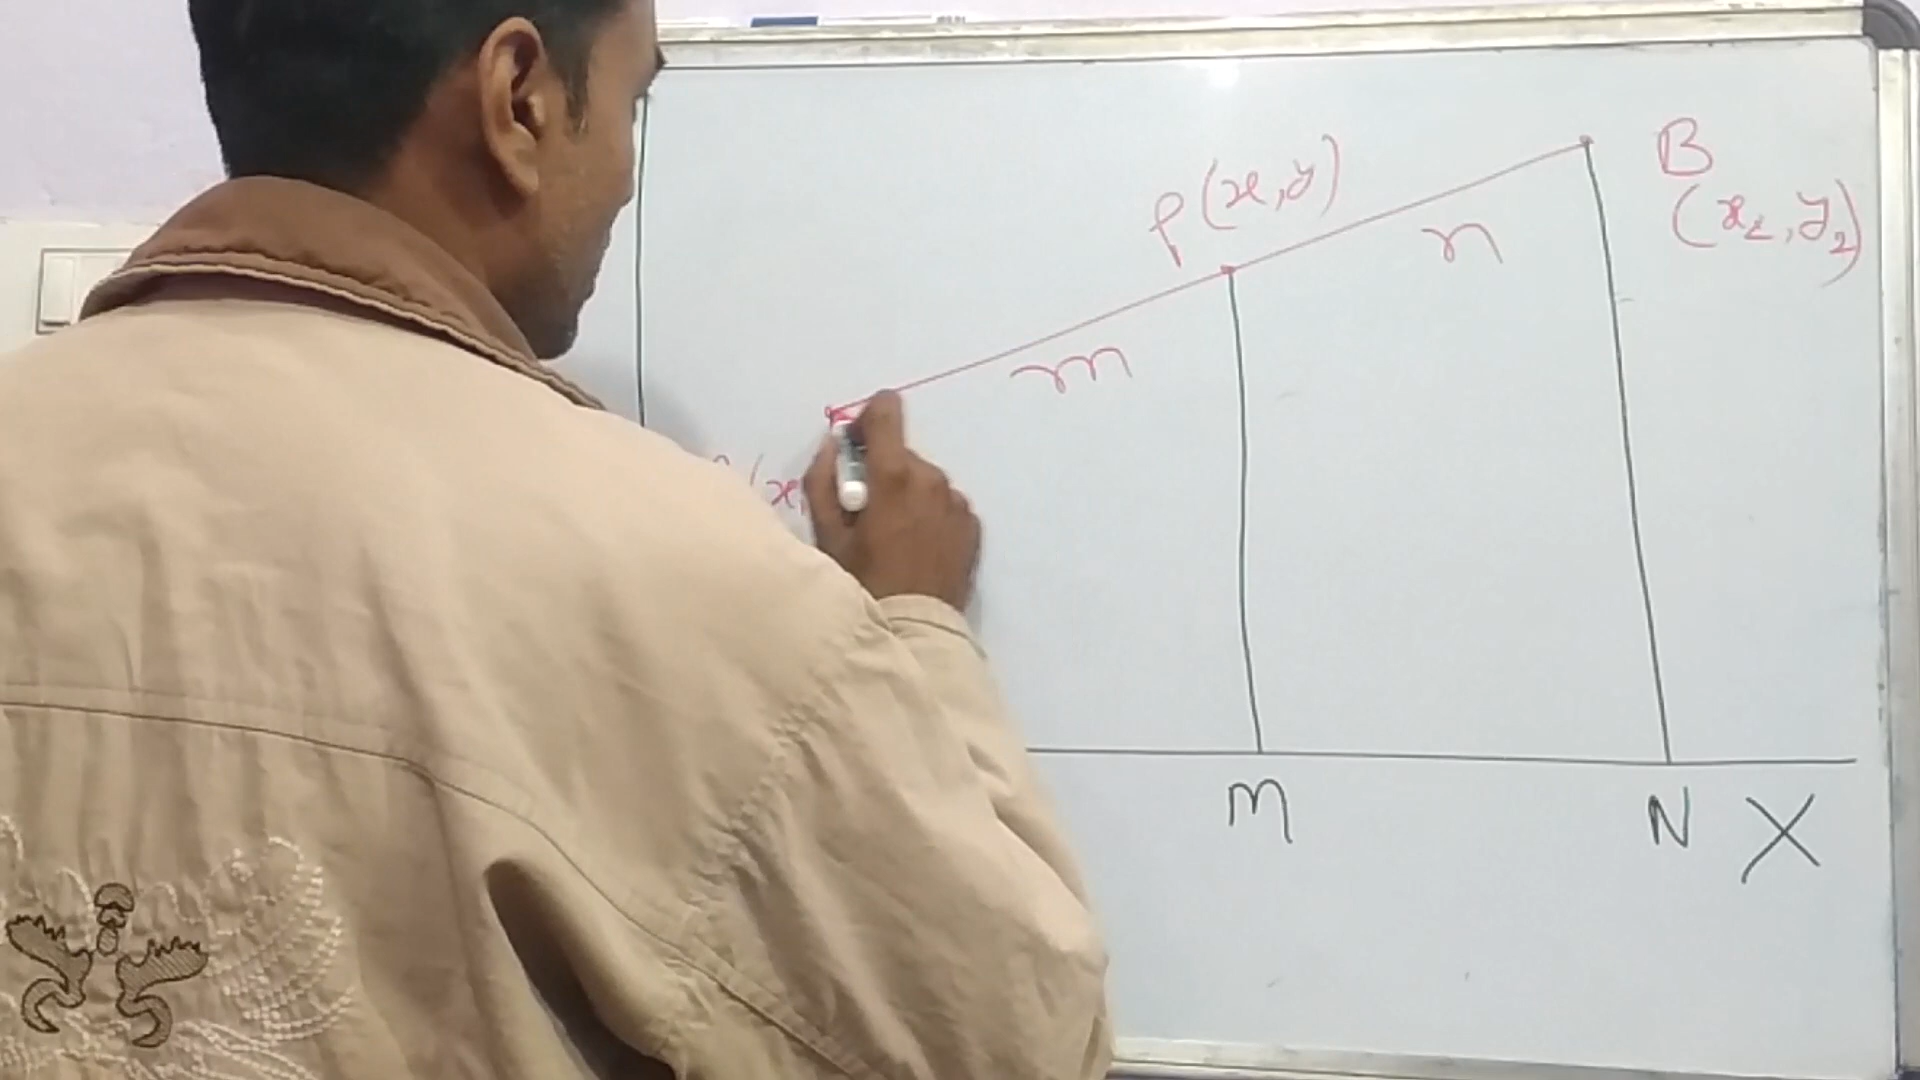 P(x,y)
B
(x₂,y₂)
n
m
(x,
M
N X